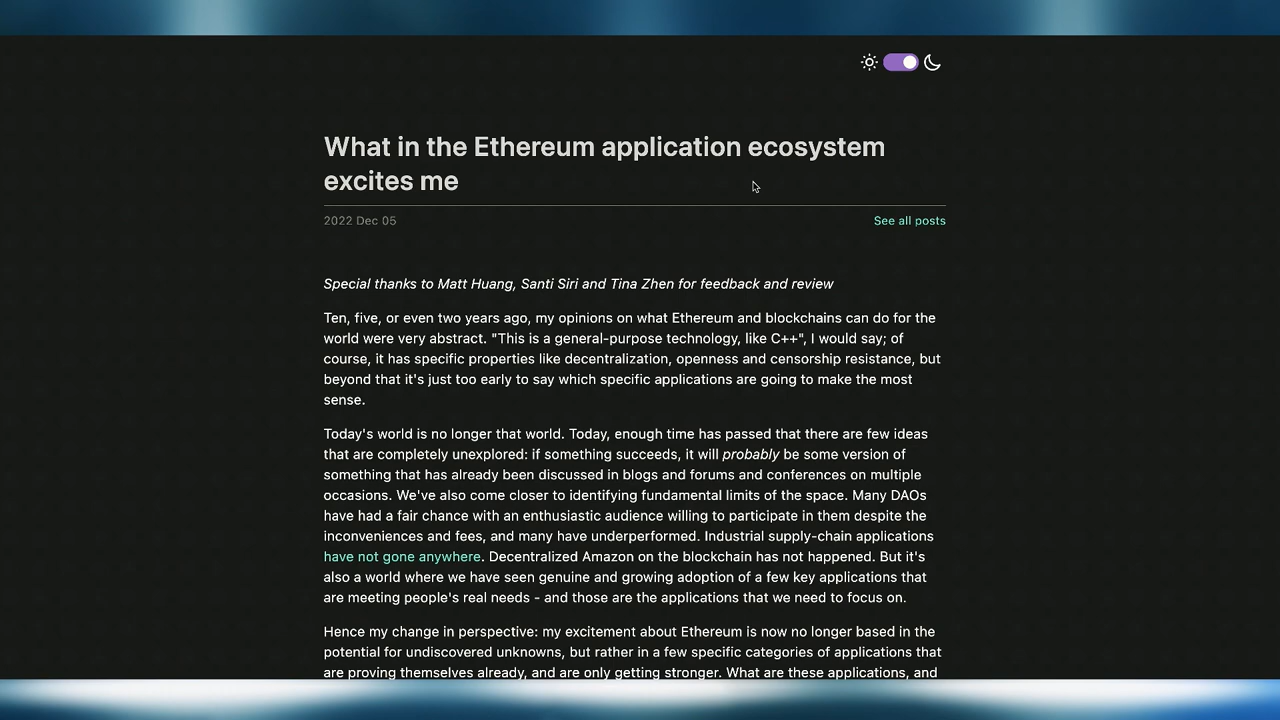 What in the Ethereum application ecosystem
excites me
2022 Dec 05
See all posts
Special thanks to Matt Huang, Santi Siri and Tina Zhen for feedback and review
Ten, five, or even two years ago, my opinions on what Ethereum and blockchains can do for the
world were very abstract. "This is a general-purpose technology, like C++", I would say; of
course, it has specific properties like decentralization, openness and censorship resistance, but
beyond that it's just too early to say which specific applications are going to make the most
sense.
Today's world is no longer that world. Today, enough time has passed that there are few ideas
that are completely unexplored: if something succeeds, it will probably be some version of
something that has already been discussed in blogs and forums and conferences on multiple
occasions. We've also come closer to identifying fundamental limits of the space. Many DAOs
have had a fair chance with an enthusiastic audience willing to participate in them despite the
inconveniences and fees, and many have underperformed. Industrial supply-chain applications
have not gone anywhere. Decentralized Amazon on the blockchain has not happened. But it's
also a world where we have seen genuine and growing adoption of a few key applications that
are meeting people's real needs - and those are the applications that we need to focus on.
Hence my change in perspective: my excitement about Ethereum is now no longer based in the
potential for undiscovered unknowns, but rather in a few specific categories of applications that
are proving themselves already, and are only getting stronger. What are these applications, and